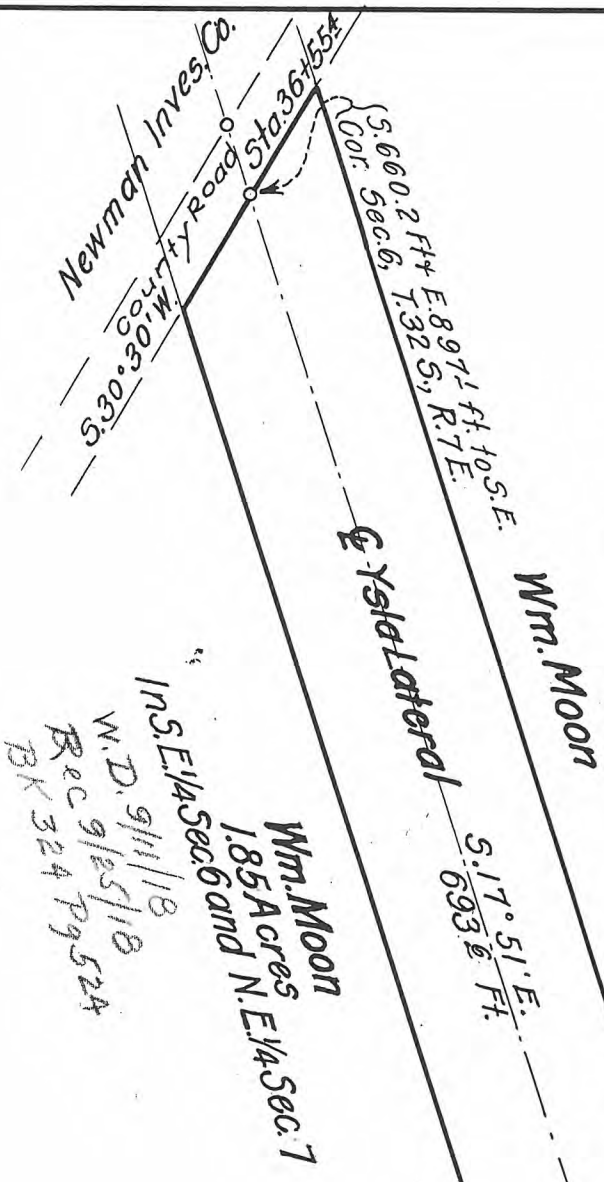 Newman Inves. Co.
County Road
Sta. 36+55⁴
S. 30° 30' W.
S. 660.2 Ft & E. 897.¹ ft. to S.E.
Cor. Sec. 6, T. 32 S., R. 7 E.
Wm. Moon
℄ Ysla Lateral
S. 17° 51' E.
693.⁶ Ft.
Wm. Moon
1.85 Acres
In S.E. 1/4 Sec. 6 and N.E. 1/4 Sec. 7
W.D. 9/11/18
Rec 9/25/18
BK 324 Pg 524